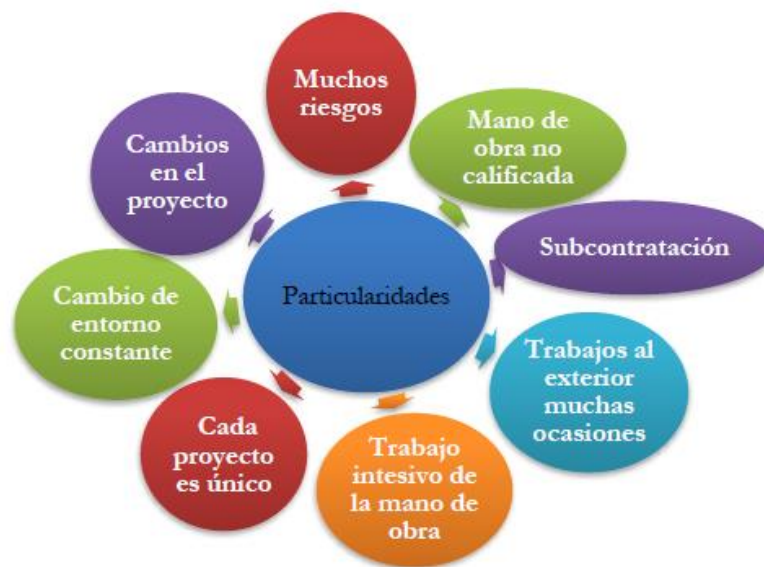 Muchos
riesgos
Mano de
obra no
calificada
Subcontratación
Trabajos al
exterior
muchas
ocasiones
Trabajo
intesivo de
la mano de
obra
Cada
proyecto
es único
Cambio de
entorno
constante
Cambios
en el
proyecto
Particularidades